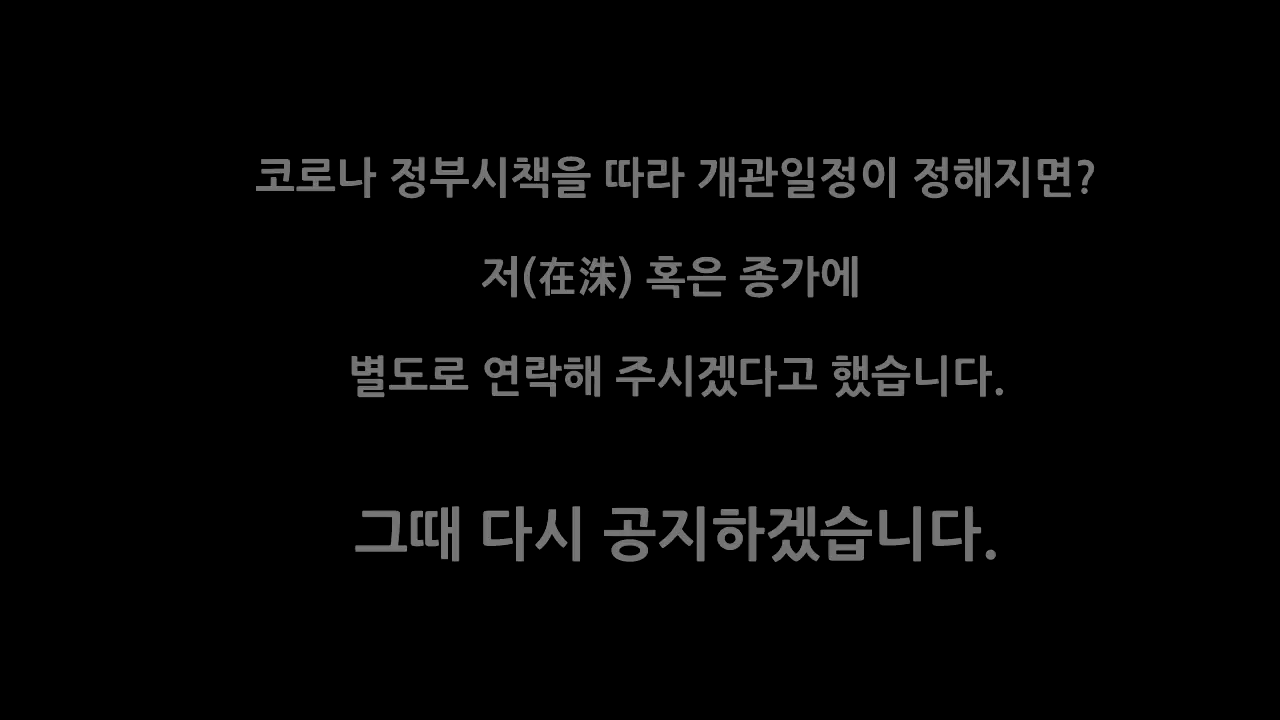 코로나 정부시책을 따라 개관일정이 정해지면?
저(在洙) 혹은 종가에
별도로 연락해 주시겠다고 했습니다.
그때 다시 공지하겠습니다.